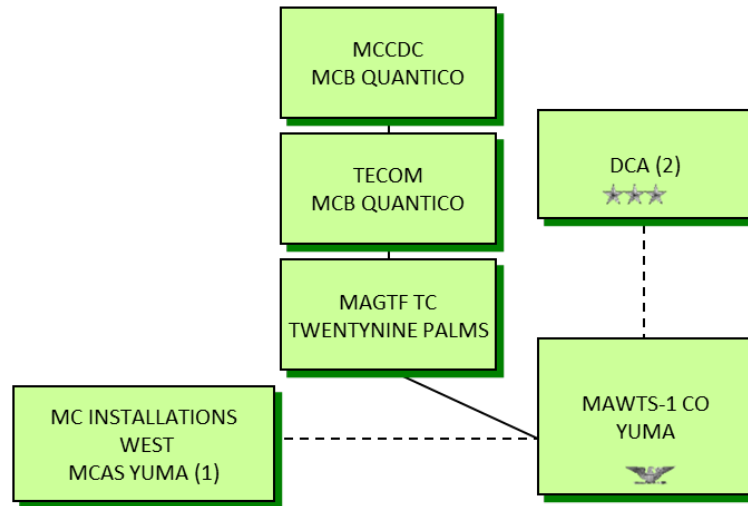 MCCDC
MCB QUANTICO
TECOM
MCB QUANTICO
DCA (2)
MAGTF TC
TWENTYNINE PALMS
MC INSTALLATIONS
WEST
MCAS YUMA (1)
MAWTS-1 CO
YUMA